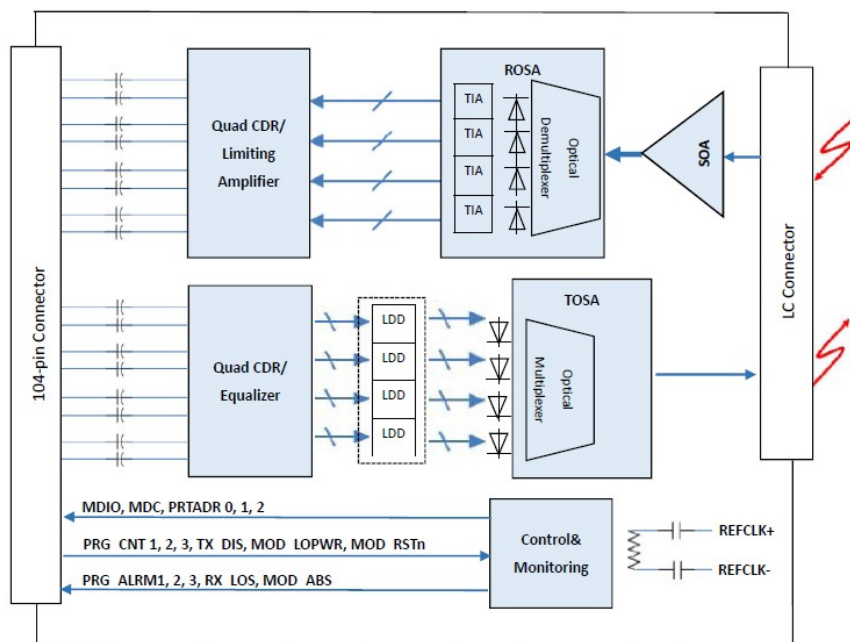 104-pin Connector
Quad CDR/
Limiting
Amplifier
ROSA
TIA
TIA
TIA
TIA
Optical
Demultiplexer
SOA
LC Connector
Quad CDR/
Equalizer
LDD
LDD
LDD
LDD
TOSA
Optical
Multiplexer
MDIO, MDC, PRTADR 0, 1, 2
PRG CNT 1, 2, 3, TX DIS, MOD LOPWR, MOD RSTn
PRG ALRM1, 2, 3, RX LOS, MOD ABS
Control&
Monitoring
REFCLK+
REFCLK-